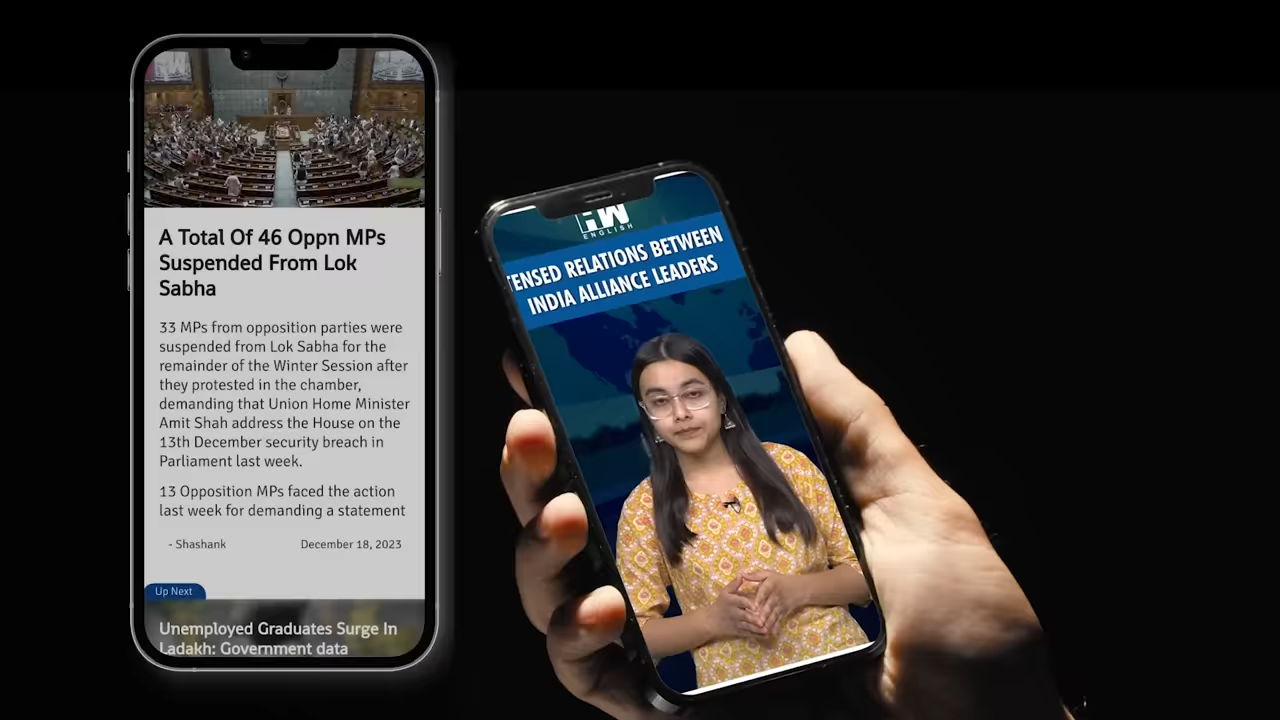 A Total Of 46 Oppn MPs
Suspended From Lok
Sabha
33 MPs from opposition parties were
suspended from Lok Sabha for the
remainder of the Winter Session after
they protested in the chamber,
demanding that Union Home Minister
Amit Shah address the House on the
13th December security breach in
Parliament last week.
13 Opposition MPs faced the action
last week for demanding a statement
- Shashank December 18, 2023
Up Next
Unemployed Graduates Surge In
Ladakh: Government data
HW
ENGLISH
TENSED RELATIONS BETWEEN
INDIA ALLIANCE LEADERS